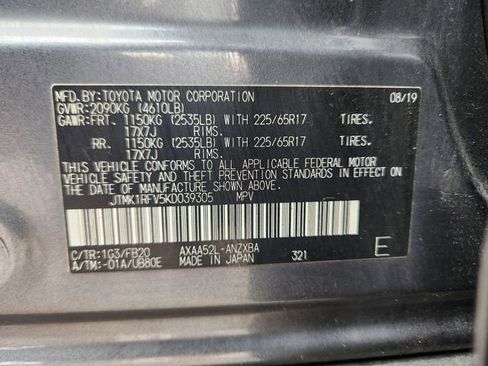 MFD.BY:TOYOTA MOTOR CORPORATION 08/19
GVWR:2090KG (4610LB)
GAWR:FRT. 1150KG (2535LB) WITH 225/65R17 TIRES.
17X7J RIMS.
RR. 1150KG (2535LB) WITH 225/65R17 TIRES.
17X7J RIMS.
THIS VEHICLE CONFORMS TO ALL APPLICABLE FEDERAL MOTOR
VEHICLE SAFETY AND THEFT PREVENTION STANDARDS IN EFFECT ON
THE DATE OF MANUFACTURE SHOWN ABOVE.
JTMK1RFV5KD039305 MPV
C/TR:1G3/FB20 AXAA52L-ANZXBA E
A/TM:-01A/UB80E MADE IN JAPAN 321